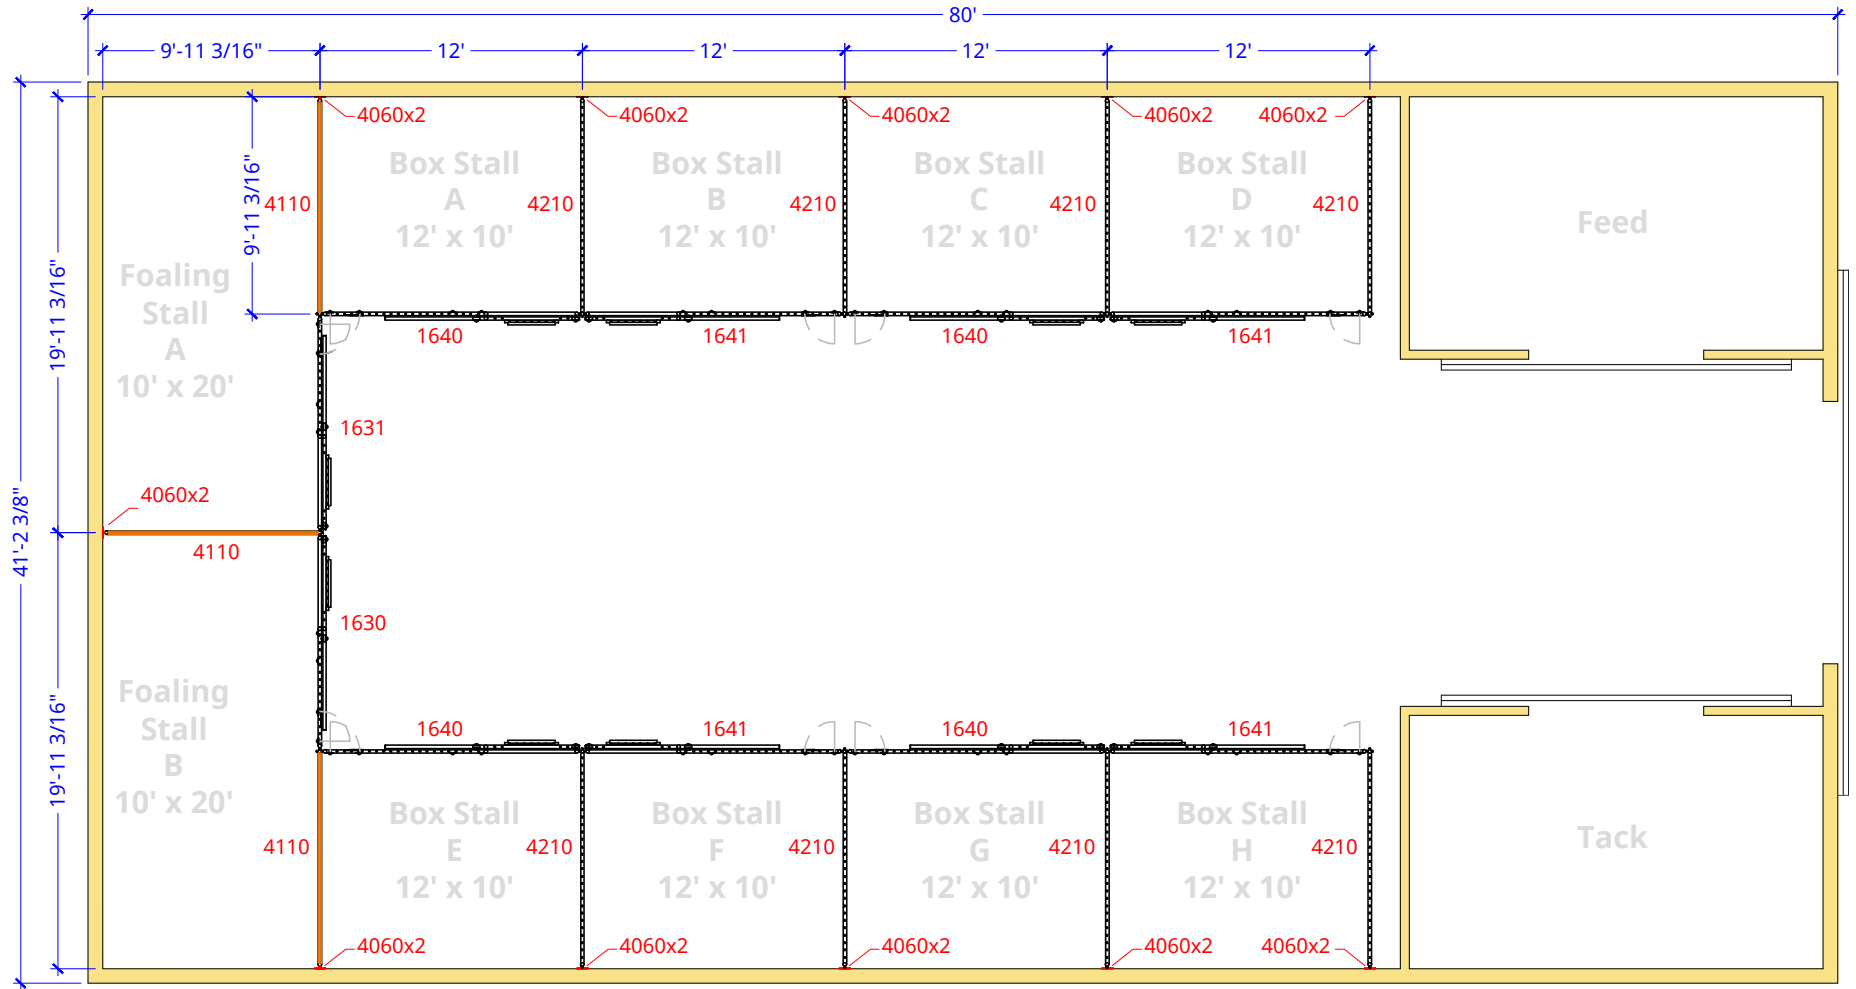 80'
9'-11 3/16"
12'
12'
12'
12'
4060x2
4060x2
4060x2
4060x2
4060x2
Box Stall
A
12' x 10'
Box Stall
B
12' x 10'
Box Stall
C
12' x 10'
Box Stall
D
12' x 10'
9'-11 3/16"
4110
4210
4210
4210
4210
Feed
Foaling
Stall
A
10' x 20'
19'-11 3/16"
1640
1641
1640
1641
1631
4060x2
41'-2 3/8"
4110
1630
Foaling
Stall
B
10' x 20'
19'-11 3/16"
1640
1641
1640
1641
Box Stall
E
12' x 10'
Box Stall
F
12' x 10'
Box Stall
G
12' x 10'
Box Stall
H
12' x 10'
4110
4210
4210
4210
4210
Tack
4060x2
4060x2
4060x2
4060x2
4060x2